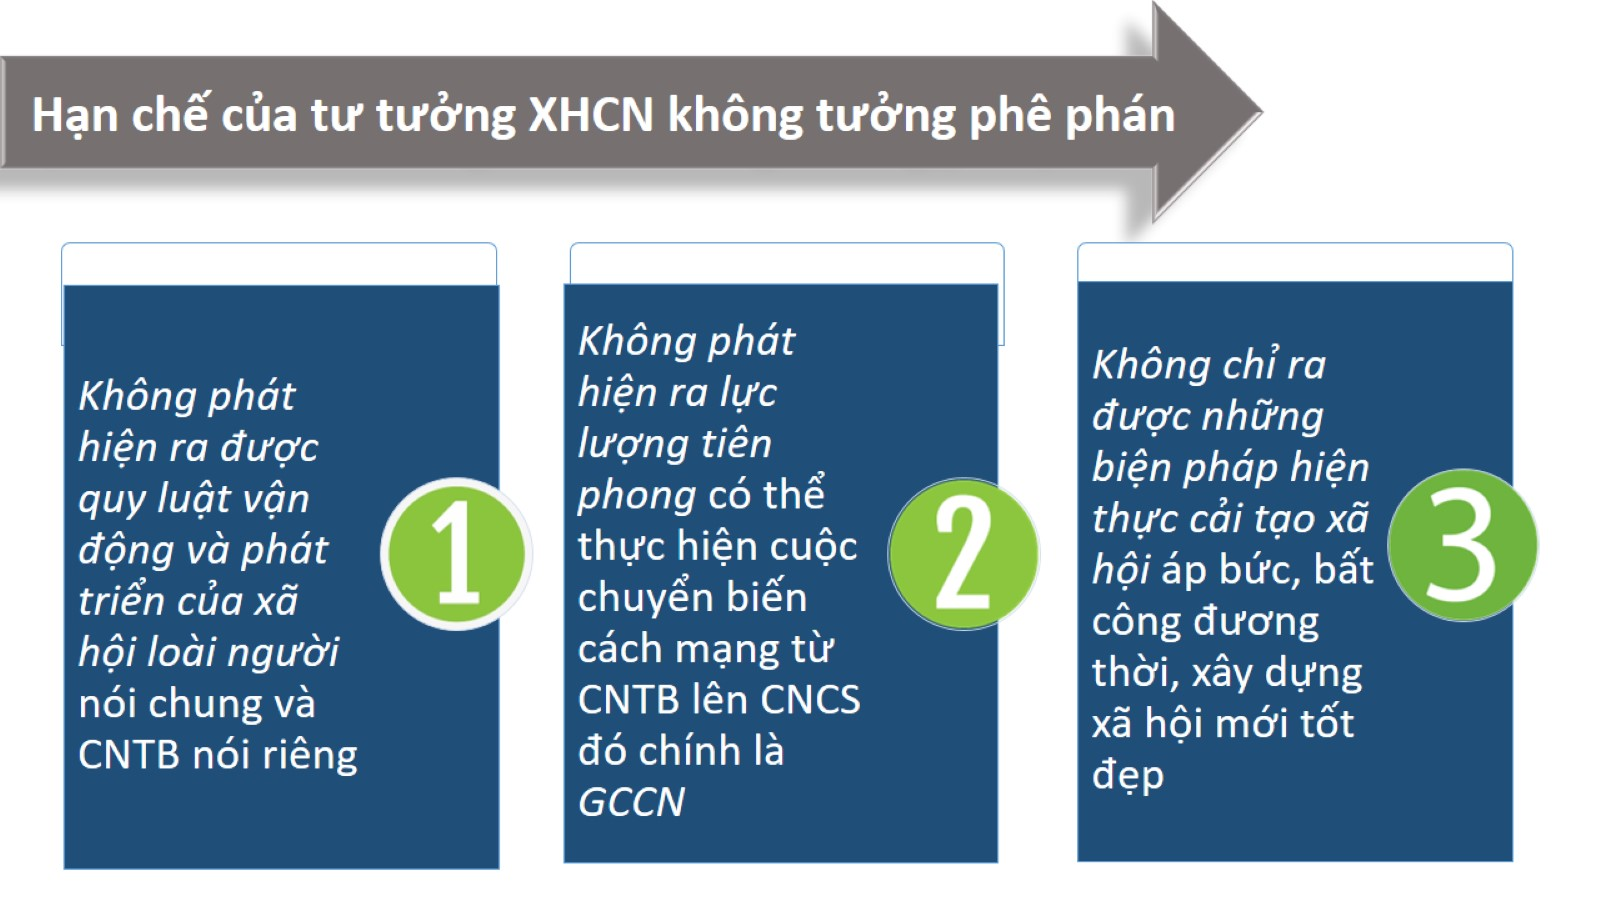 Hạn chế của tư tưởng XHCN không tưởng phê phán
Không phát
hiện ra được
quy luật vận
động và phát
triển của xã
hội loài người
nói chung và
CNTB nói riêng
1
Không phát
hiện ra lực
lượng tiên
phong có thể
thực hiện cuộc
chuyển biến
cách mạng từ
CNTB lên CNCS
đó chính là
GCCN
2
Không chỉ ra
được những
biện pháp hiện
thực cải tạo xã
hội áp bức, bất
công đương
thời, xây dựng
xã hội mới tốt
đẹp
3